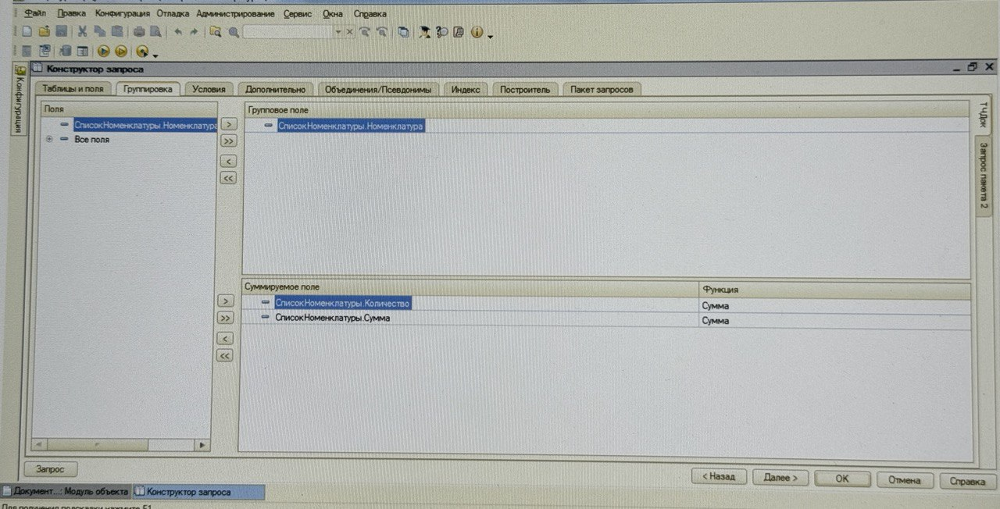 Файл Правка Конфигурация Отладка Администрирование Сервис Окна Справка
Конструктор запроса
Таблицы и поля Группировка Условия Дополнительно Объединения/Псевдонимы Индекс Построитель Пакет запросов
Поля
СписокНоменклатуры.Номенклатура
Все поля
>
>>
<
<<
Групповое поле
СписокНоменклатуры.Номенклатура
Суммируемое поле Функция
СписокНоменклатуры.Количество Сумма
СписокНоменклатуры.Сумма Сумма
>
>>
<
<<
Конфигурация
ТЧДок
Запрос пакета 2
Запрос
< Назад Далее > OK Отмена Справка
Документ...: Модуль объекта Конструктор запроса
Для получения подсказки нажмите F1